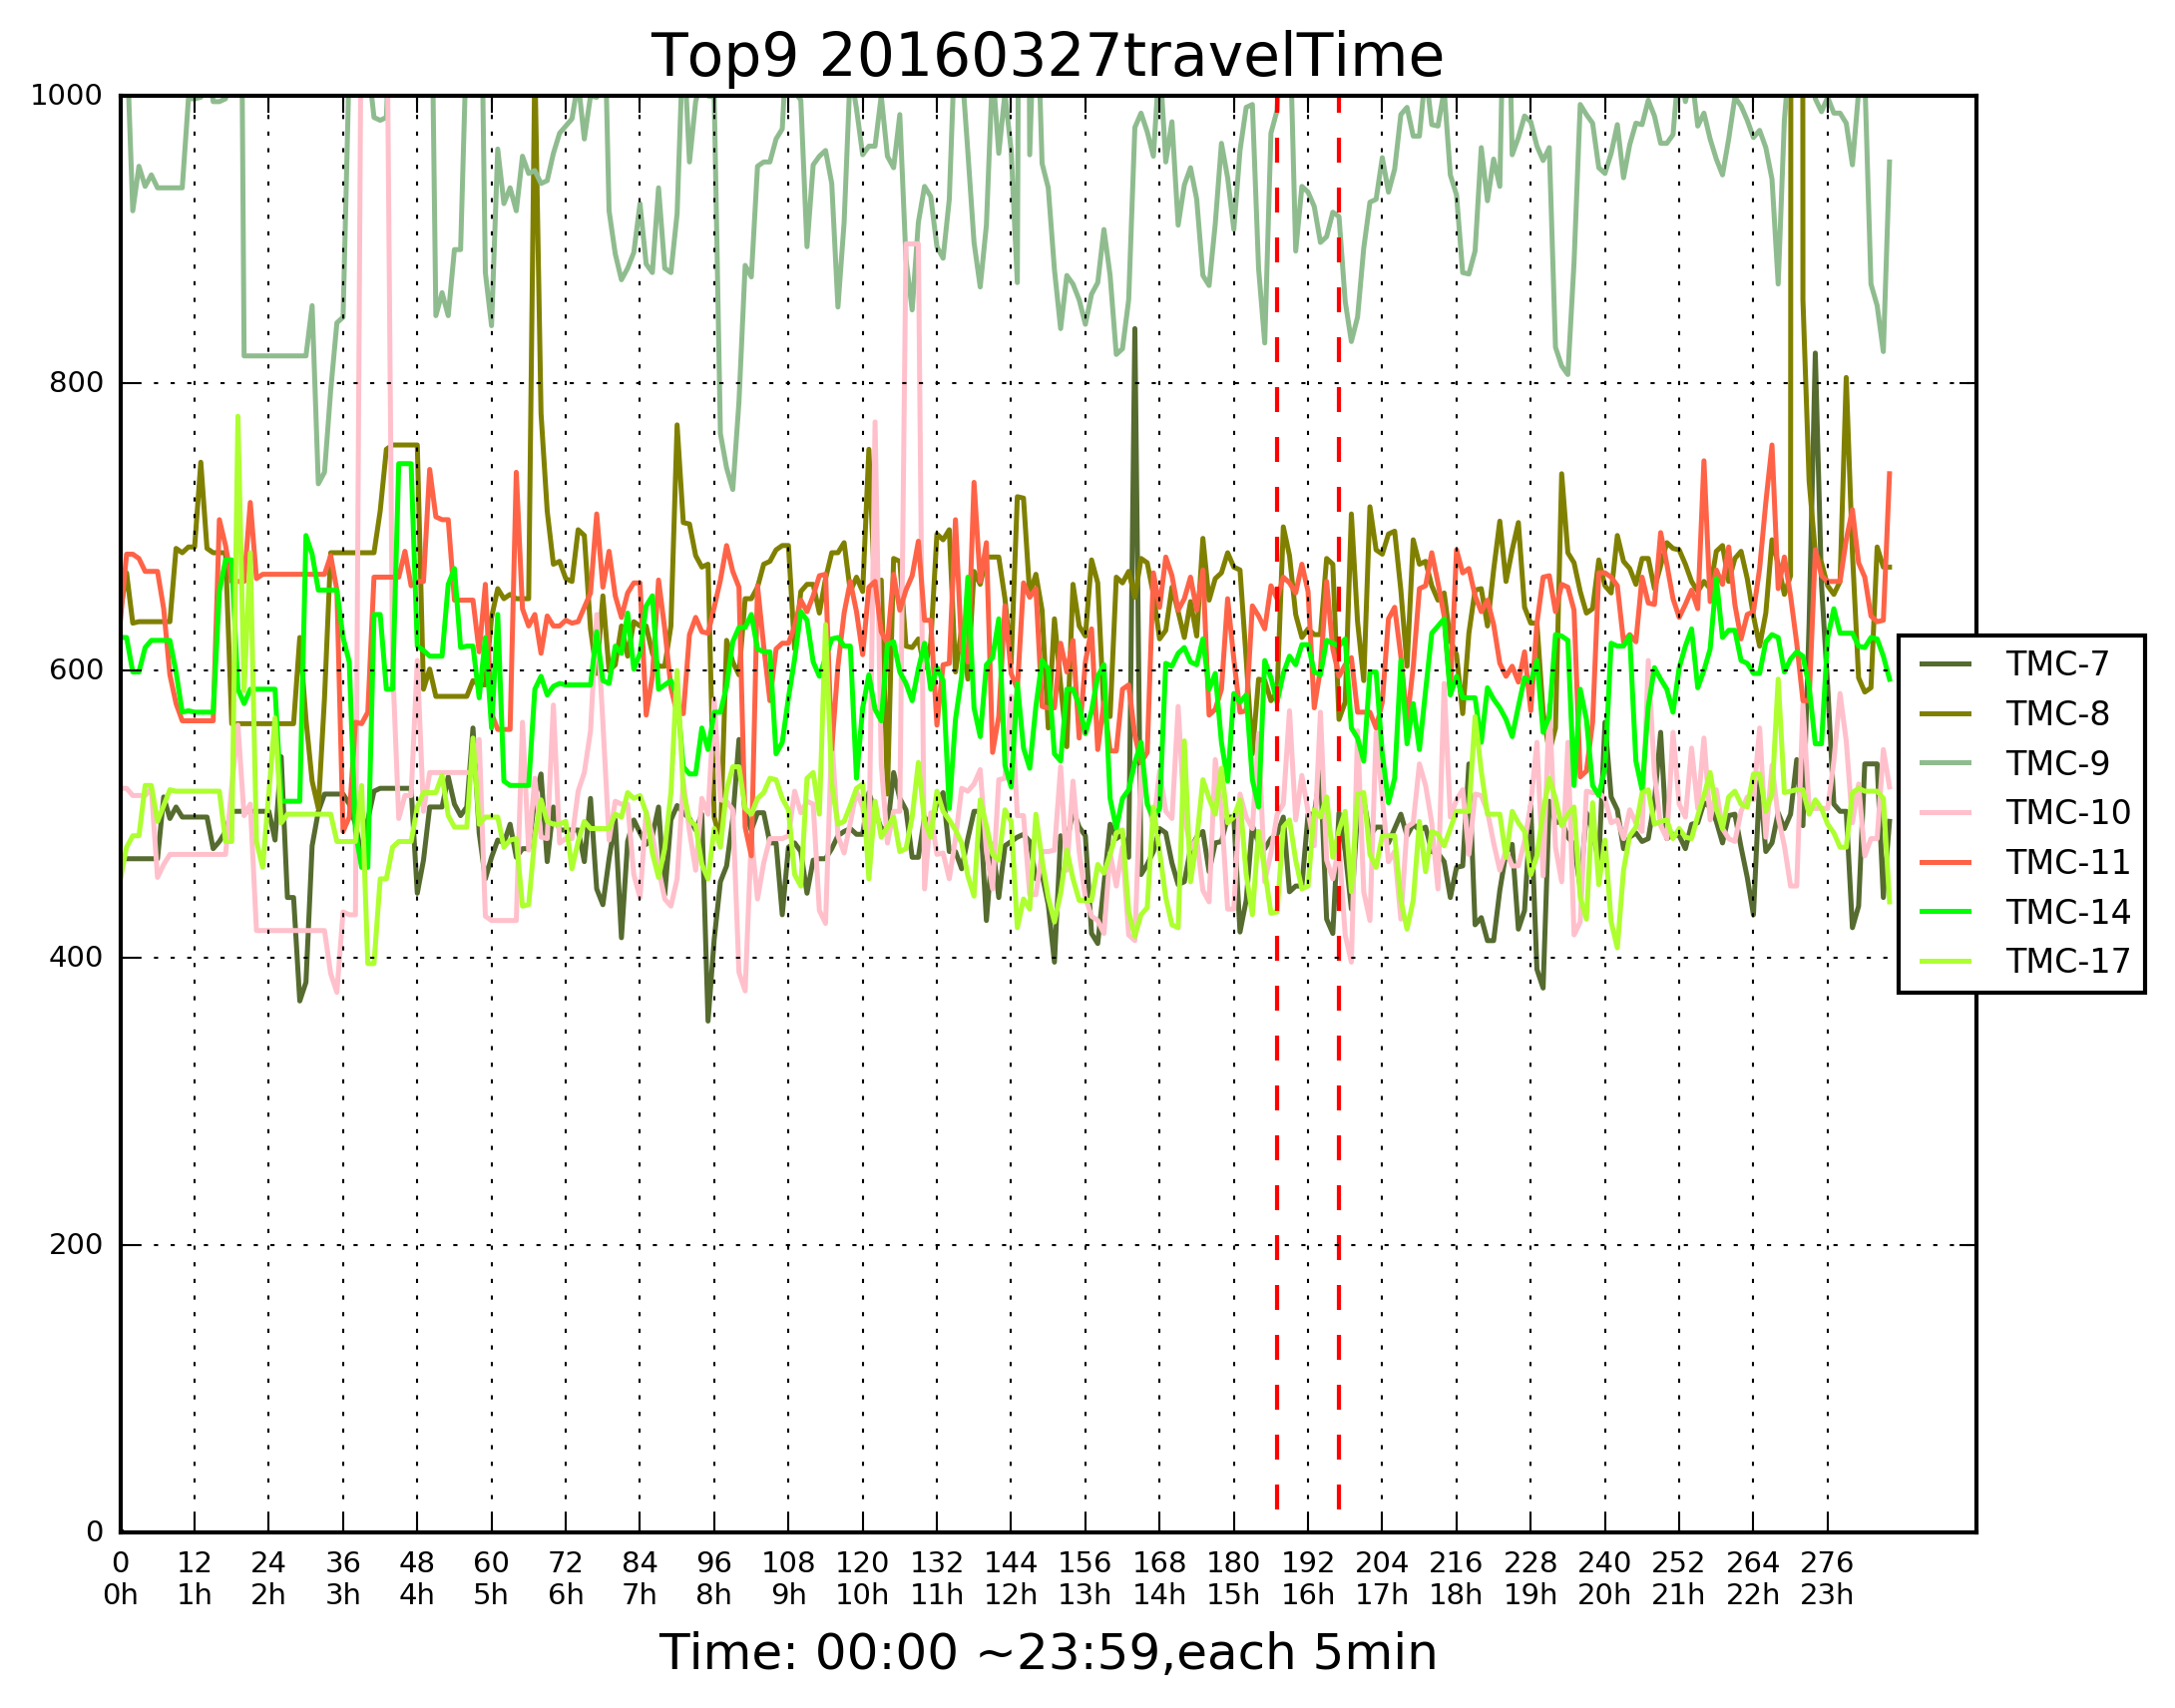 Top9 20160327travelTime
1000
800
600
400
200
0
TMC-7
TMC-8
TMC-9
TMC-10
TMC-11
TMC-14
TMC-17
0 12 24 36 48 60 72 84 96 108 120 132 144 156 168 180 192 204 216 228 240 252 264 276
0h 1h 2h 3h 4h 5h 6h 7h 8h 9h 10h 11h 12h 13h 14h 15h 16h 17h 18h 19h 20h 21h 22h 23h
Time: 00:00 ~23:59,each 5min